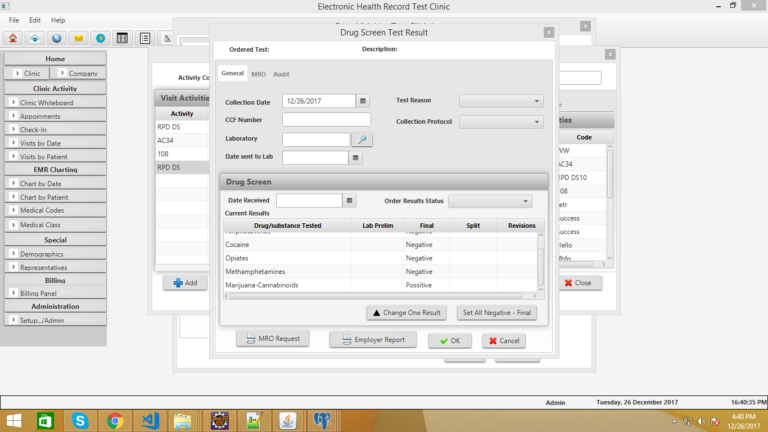 Electronic Health Record Test Clinic
File Edit Help
Home
Clinic Company
Clinic Activity
Clinic Whiteboard
Appoinments
Check-In
Visits by Date
Visits by Patient
EMR Charting
Chart by Date
Chart by Patient
Medical Codes
Medical Class
Special
Demographics
Representatives
Billing
Billing Panel
Administration
Setup.../Admin
Activity Co
Visit Activities
Activity
RPD DS
AC34
108
RPD DS
Add
Drug Screen Test Result
Ordered Test: Description:
General MRO Audit
Collection Date 12/26/2017 Test Reason
CCF Number Collection Protocol
Laboratory
Date sent to Lab
Drug Screen
Date Received Order Results Status
Current Results
Drug/substance Tested Lab Prelim Final Split Revisions
Amphetamines Negative
Cocaine Negative
Opiates Negative
Methamphetamines Negative
Marijuana-Cannabinoids Possitive
Change One Result Set All Negative - Final
MRO Request Employer Report OK Cancel
ties
Code
AC34
RPD DS10
Hello
Close
Admin Tuesday, 26 December 2017 16:40:35 PM
4:40 PM
12/26/2017